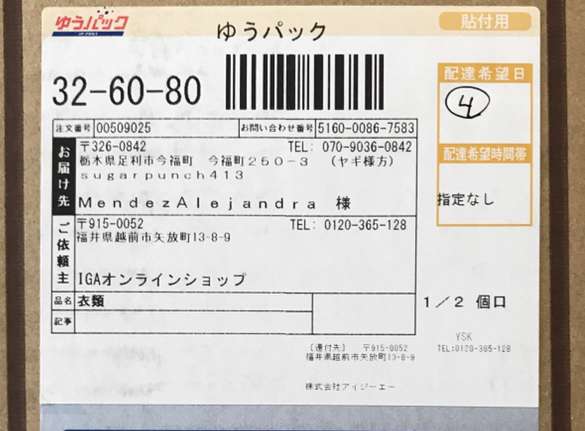 ゆうパック
ゆうパック
貼付用
32-60-80
配達希望日
4
注文番号 00509025 お問い合わせ番号 5160-0086-7583
配達希望時間帯
指定なし
お届け先
〒326-0842 TEL: 070-9036-0842
栃木県足利市今福町 今福町250-3 (ヤギ様方)
sugarpunch413
MendezAlejandra 様
ご依頼主
〒915-0052 TEL: 0120-365-128
福井県越前市矢放町13-8-9
IGAオンラインショップ
品名 衣類
1/2 個口
記事
YSK
TEL:0120-365-128
(還付先) 〒915-0052
福井県越前市矢放町13-8-9
株式会社アイジーエー